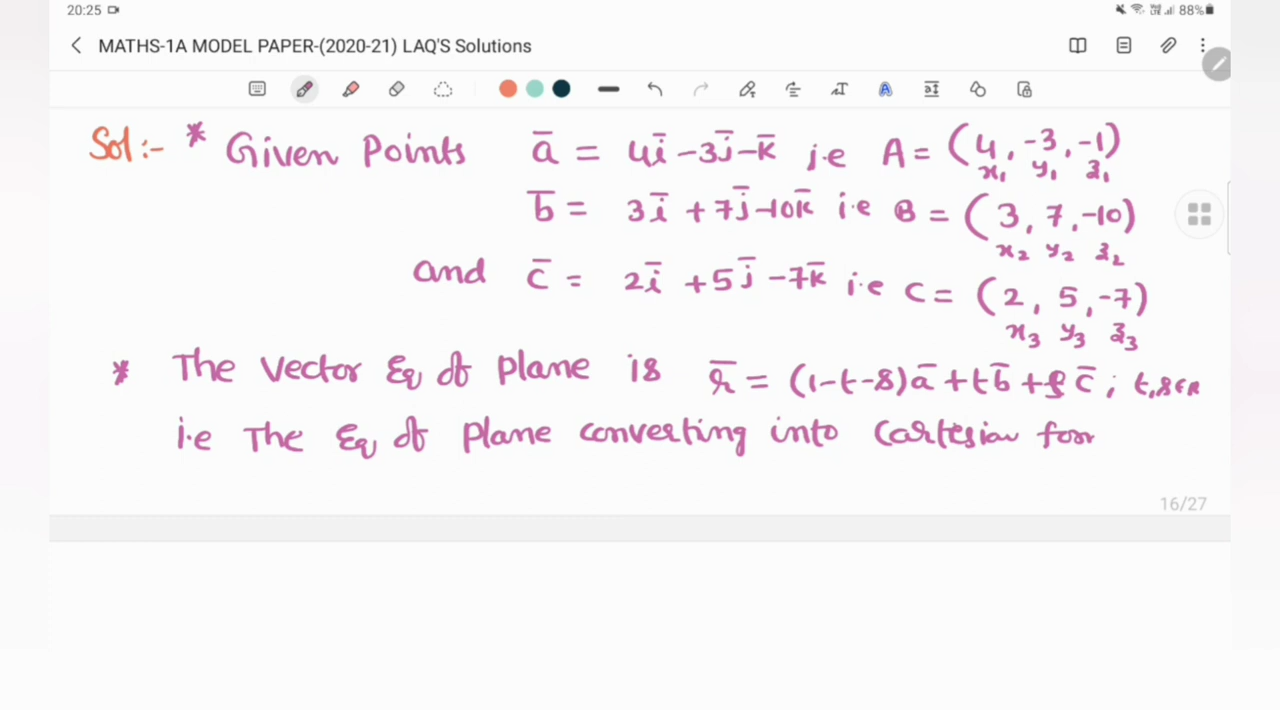 20:25 88%
MATHS-1A MODEL PAPER-(2020-21) LAQ'S Solutions
Sol:- * Given Points a̅ = 4i̅ -3j̅-k̅ i.e A= (4,-3,-1)
x₁ y₁ z₁
b̅ = 3i̅ +7j̅-10k̅ i.e B = (3, 7,-10)
x₂ y₂ z₂
and c̅ = 2i̅ +5j̅ -7k̅ i.e C= (2, 5,-7)
x₃ y₃ z₃
* The Vector Eq of plane is r̅ = (1-t-s)a̅+tb̅+sc̅; t,s∈R
i.e The Eq of plane converting into Cartesian form
16/27